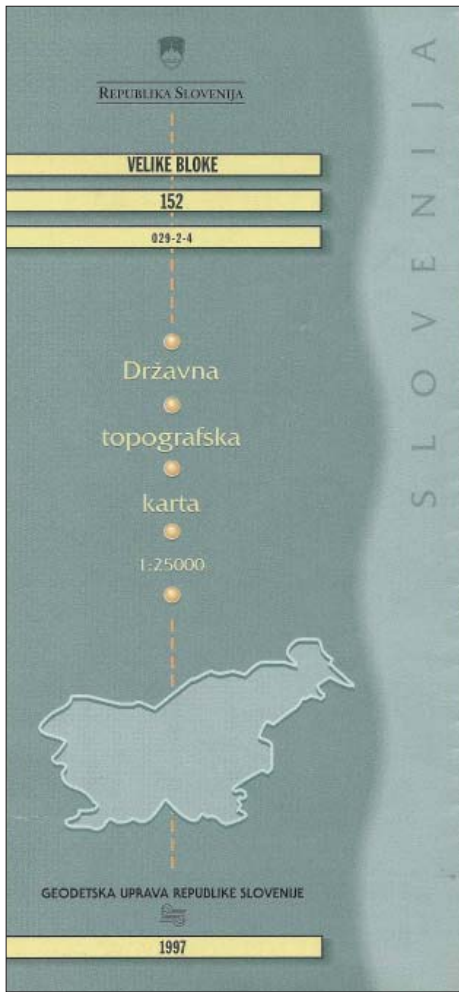 REPUBLIKA SLOVENIJA
VELIKE BLOKE
152
029-2-4
Državna
topografska
karta
1:25000
GEODETSKA UPRAVA REPUBLIKE SLOVENIJE
1997
SLOVENIJA